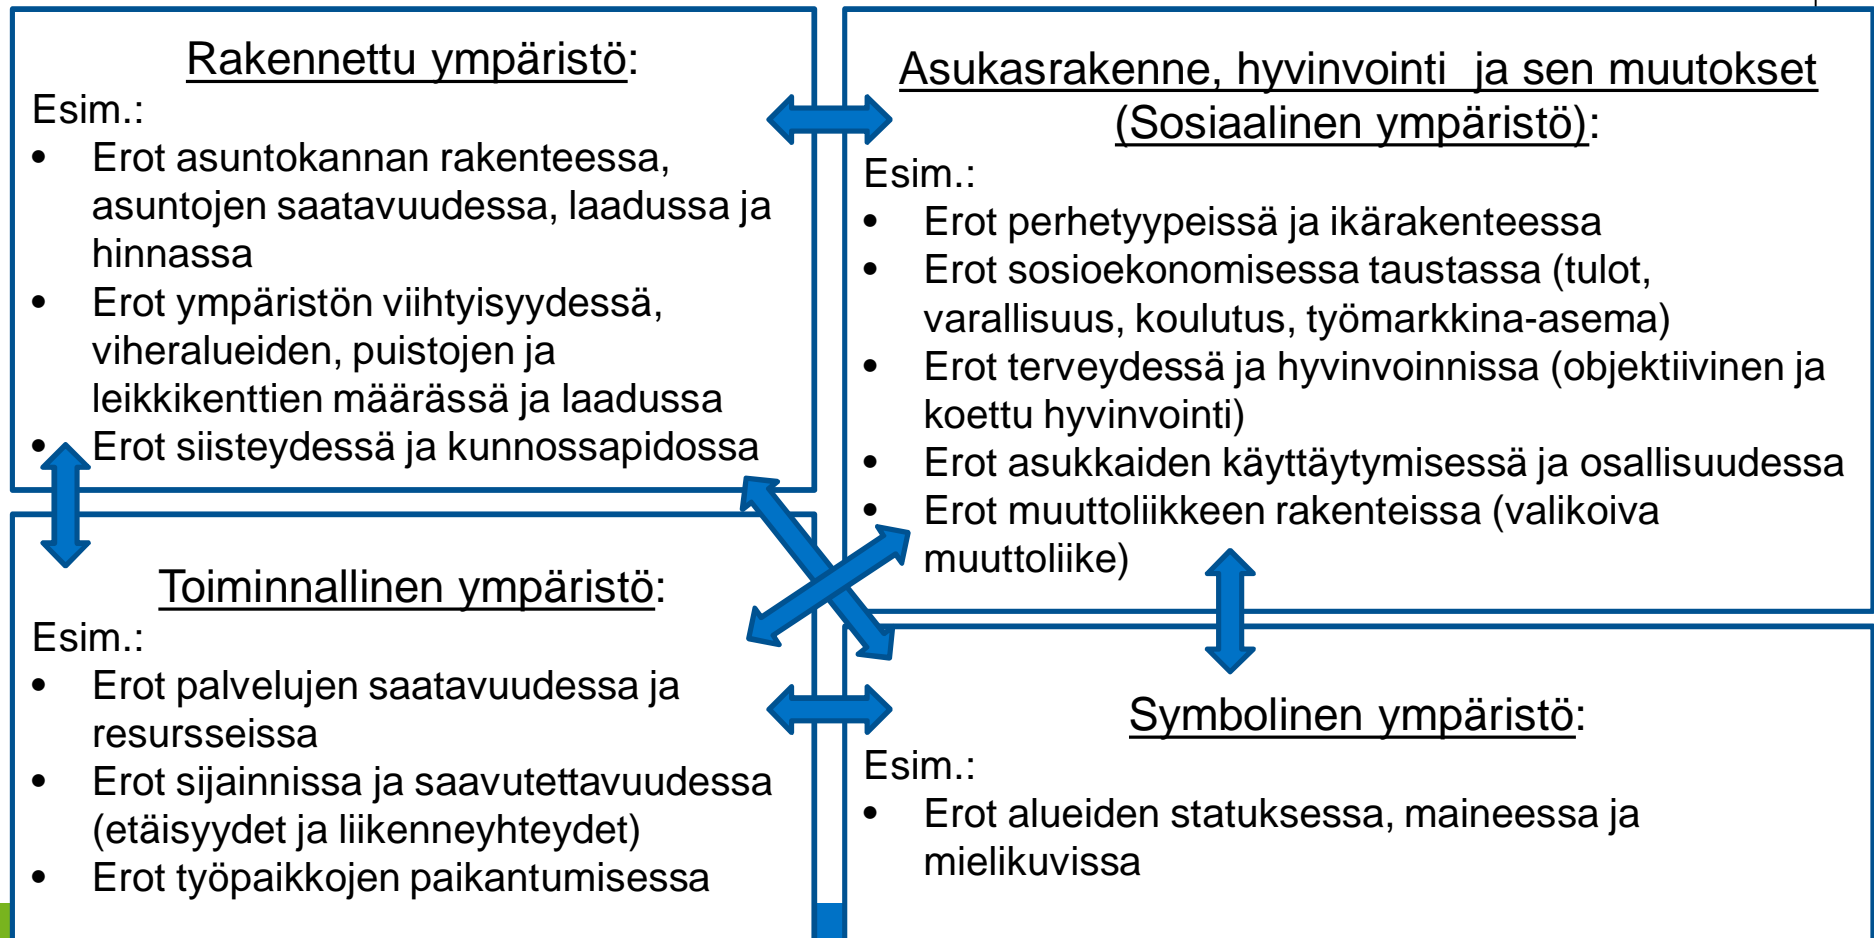 Rakennettu ympäristö:
Esim.:
• Erot asuntokannan rakenteessa,
asuntojen saatavuudessa, laadussa ja
hinnassa
• Erot ympäristön viihtyisyydessä,
viheralueiden, puistojen ja
leikkikenttien määrässä ja laadussa
• Erot siisteydessä ja kunnossapidossa
Asukasrakenne, hyvinvointi ja sen muutokset
(Sosiaalinen ympäristö):
Esim.:
• Erot perhetyypeissä ja ikärakenteessa
• Erot sosioekonomisessa taustassa (tulot,
varallisuus, koulutus, työmarkkina-asema)
• Erot terveydessä ja hyvinvoinnissa (objektiivinen ja
koettu hyvinvointi)
• Erot asukkaiden käyttäytymisessä ja osallisuudessa
• Erot muuttoliikkeen rakenteissa (valikoiva
muuttoliike)
Toiminnallinen ympäristö:
Esim.:
• Erot palvelujen saatavuudessa ja
resursseissa
• Erot sijainnissa ja saavutettavuudessa
(etäisyydet ja liikenneyhteydet)
• Erot työpaikkojen paikantumisessa
Symbolinen ympäristö:
Esim.:
• Erot alueiden statuksessa, maineessa ja
mielikuvissa